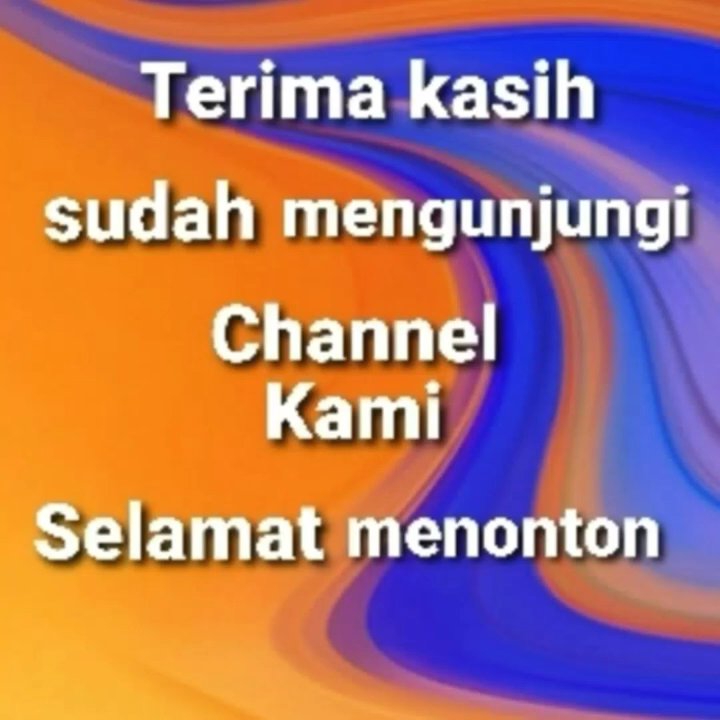 Terima kasih
sudah mengunjungi
Channel
Kami
Selamat menonton